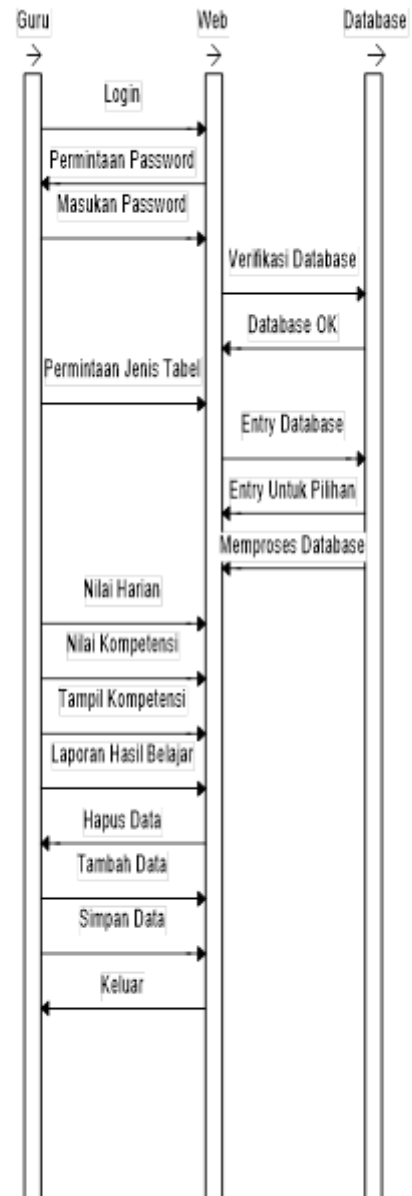 Guru Web Database
Login
Permintaan Password
Masukan Password
Verifikasi Database
Database OK
Permintaan Jenis Tabel
Entry Database
Entry Untuk Pilihan
Memproses Database
Nilai Harian
Nilai Kompetensi
Tampil Kompetensi
Laporan Hasil Belajar
Hapus Data
Tambah Data
Simpan Data
Keluar